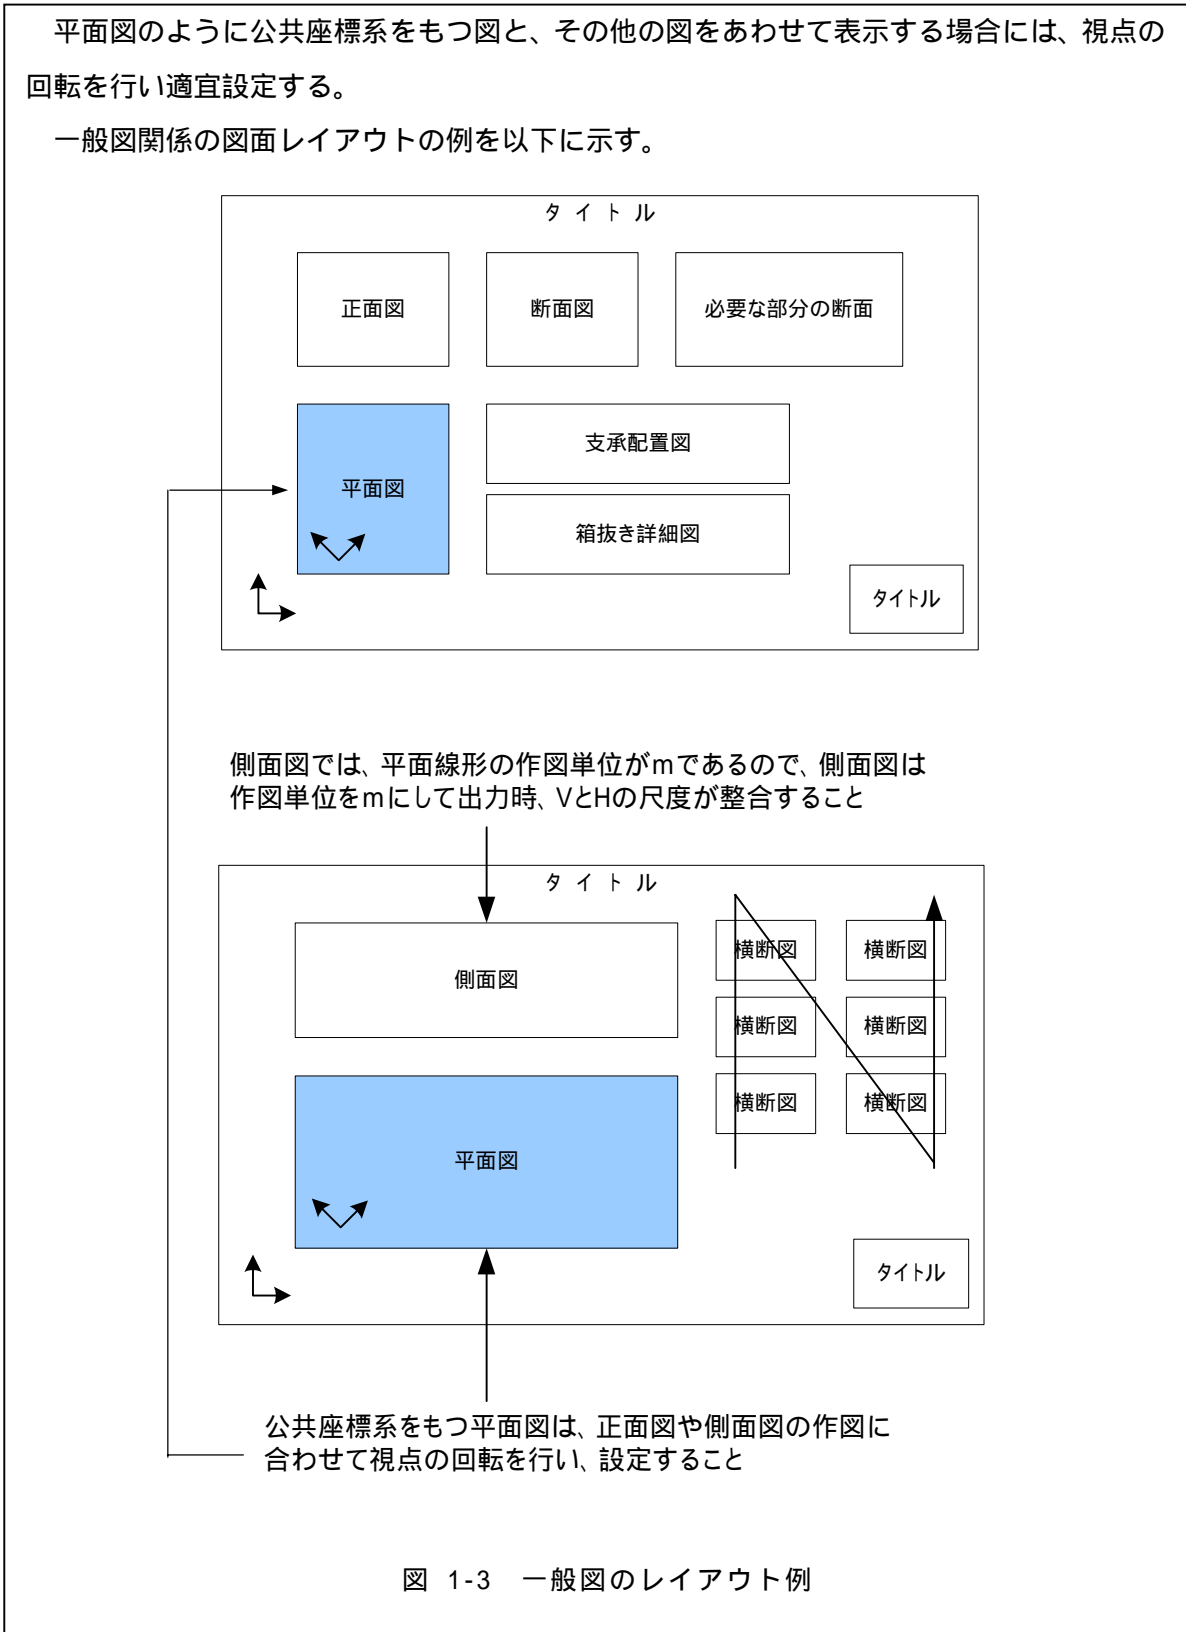 平面図のように公共座標系をもつ図と、その他の図をあわせて表示する場合には、視点の
回転を行い適宜設定する。
一般図関係の図面レイアウトの例を以下に示す。
タイトル
正面図
断面図
必要な部分の断面
平面図
支承配置図
箱抜き詳細図
タイトル
側面図では、平面線形の作図単位がmであるので、側面図は
作図単位をmにして出力時、VとHの尺度が整合すること
タイトル
側面図
横断図
横断図
横断図
横断図
横断図
横断図
平面図
タイトル
公共座標系をもつ平面図は、正面図や側面図の作図に
合わせて視点の回転を行い、設定すること
図 1-3 一般図のレイアウト例